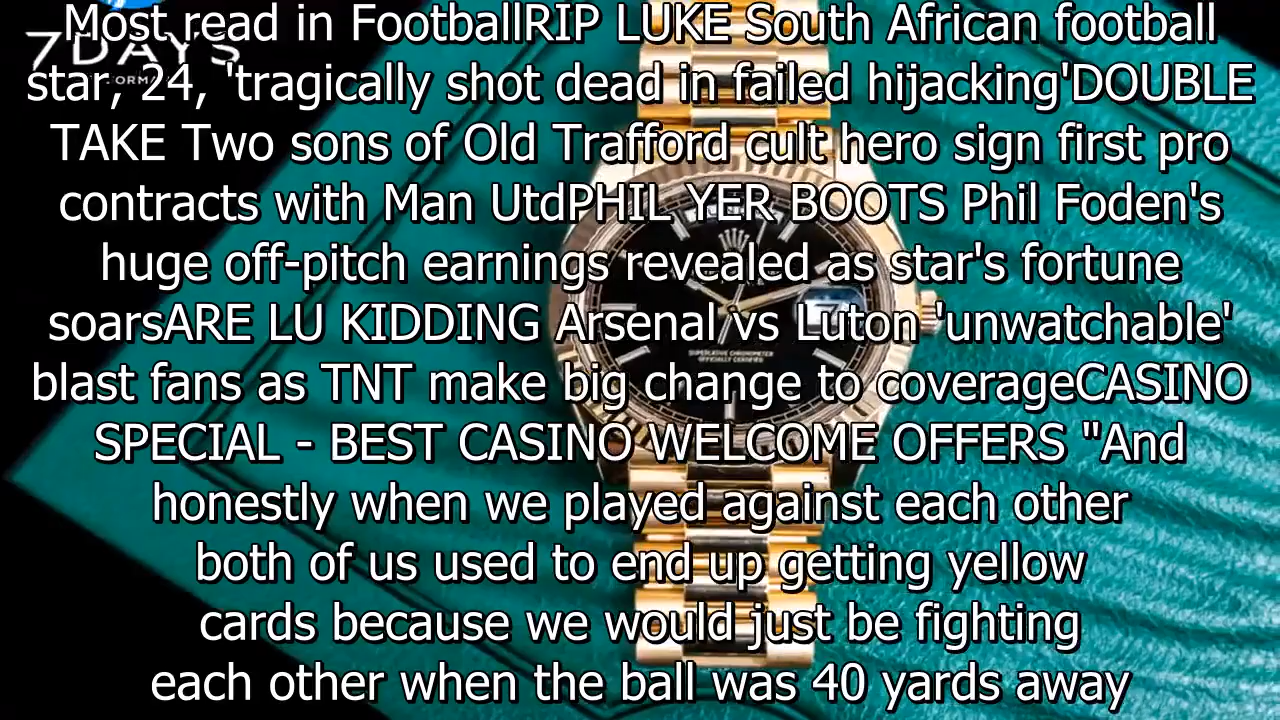 Most read in FootballRIP LUKE South African football
star, 24, 'tragically shot dead in failed hijacking'DOUBLE
TAKE Two sons of Old Trafford cult hero sign first pro
contracts with Man UtdPHIL YER BOOTS Phil Foden's
huge off-pitch earnings revealed as star's fortune
soarsARE LU KIDDING Arsenal vs Luton 'unwatchable'
blast fans as TNT make big change to coverageCASINO
SPECIAL - BEST CASINO WELCOME OFFERS "And
honestly when we played against each other
both of us used to end up getting yellow
cards because we would just be fighting
each other when the ball was 40 yards away
7DAYS
SUPERLATIVE CHRONOMETER
OFFICIALLY CERTIFIED